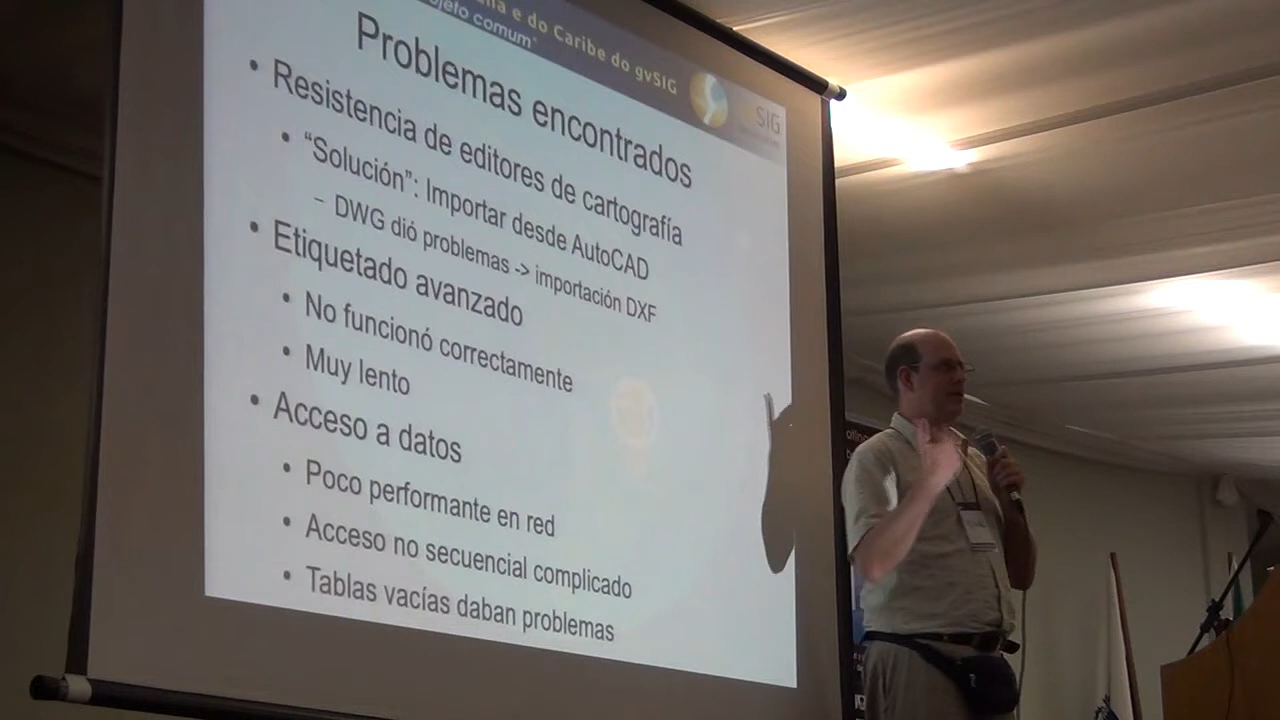 e do Caribe do gvSIG
ojeto comum"
SIG
Problemas encontrados
• Resistencia de editores de cartografía
• "Solución": Importar desde AutoCAD
– DWG dió problemas -> importación DXF
• Etiquetado avanzado
• No funcionó correctamente
• Muy lento
• Acceso a datos
• Poco performante en red
• Acceso no secuencial complicado
• Tablas vacías daban problemas